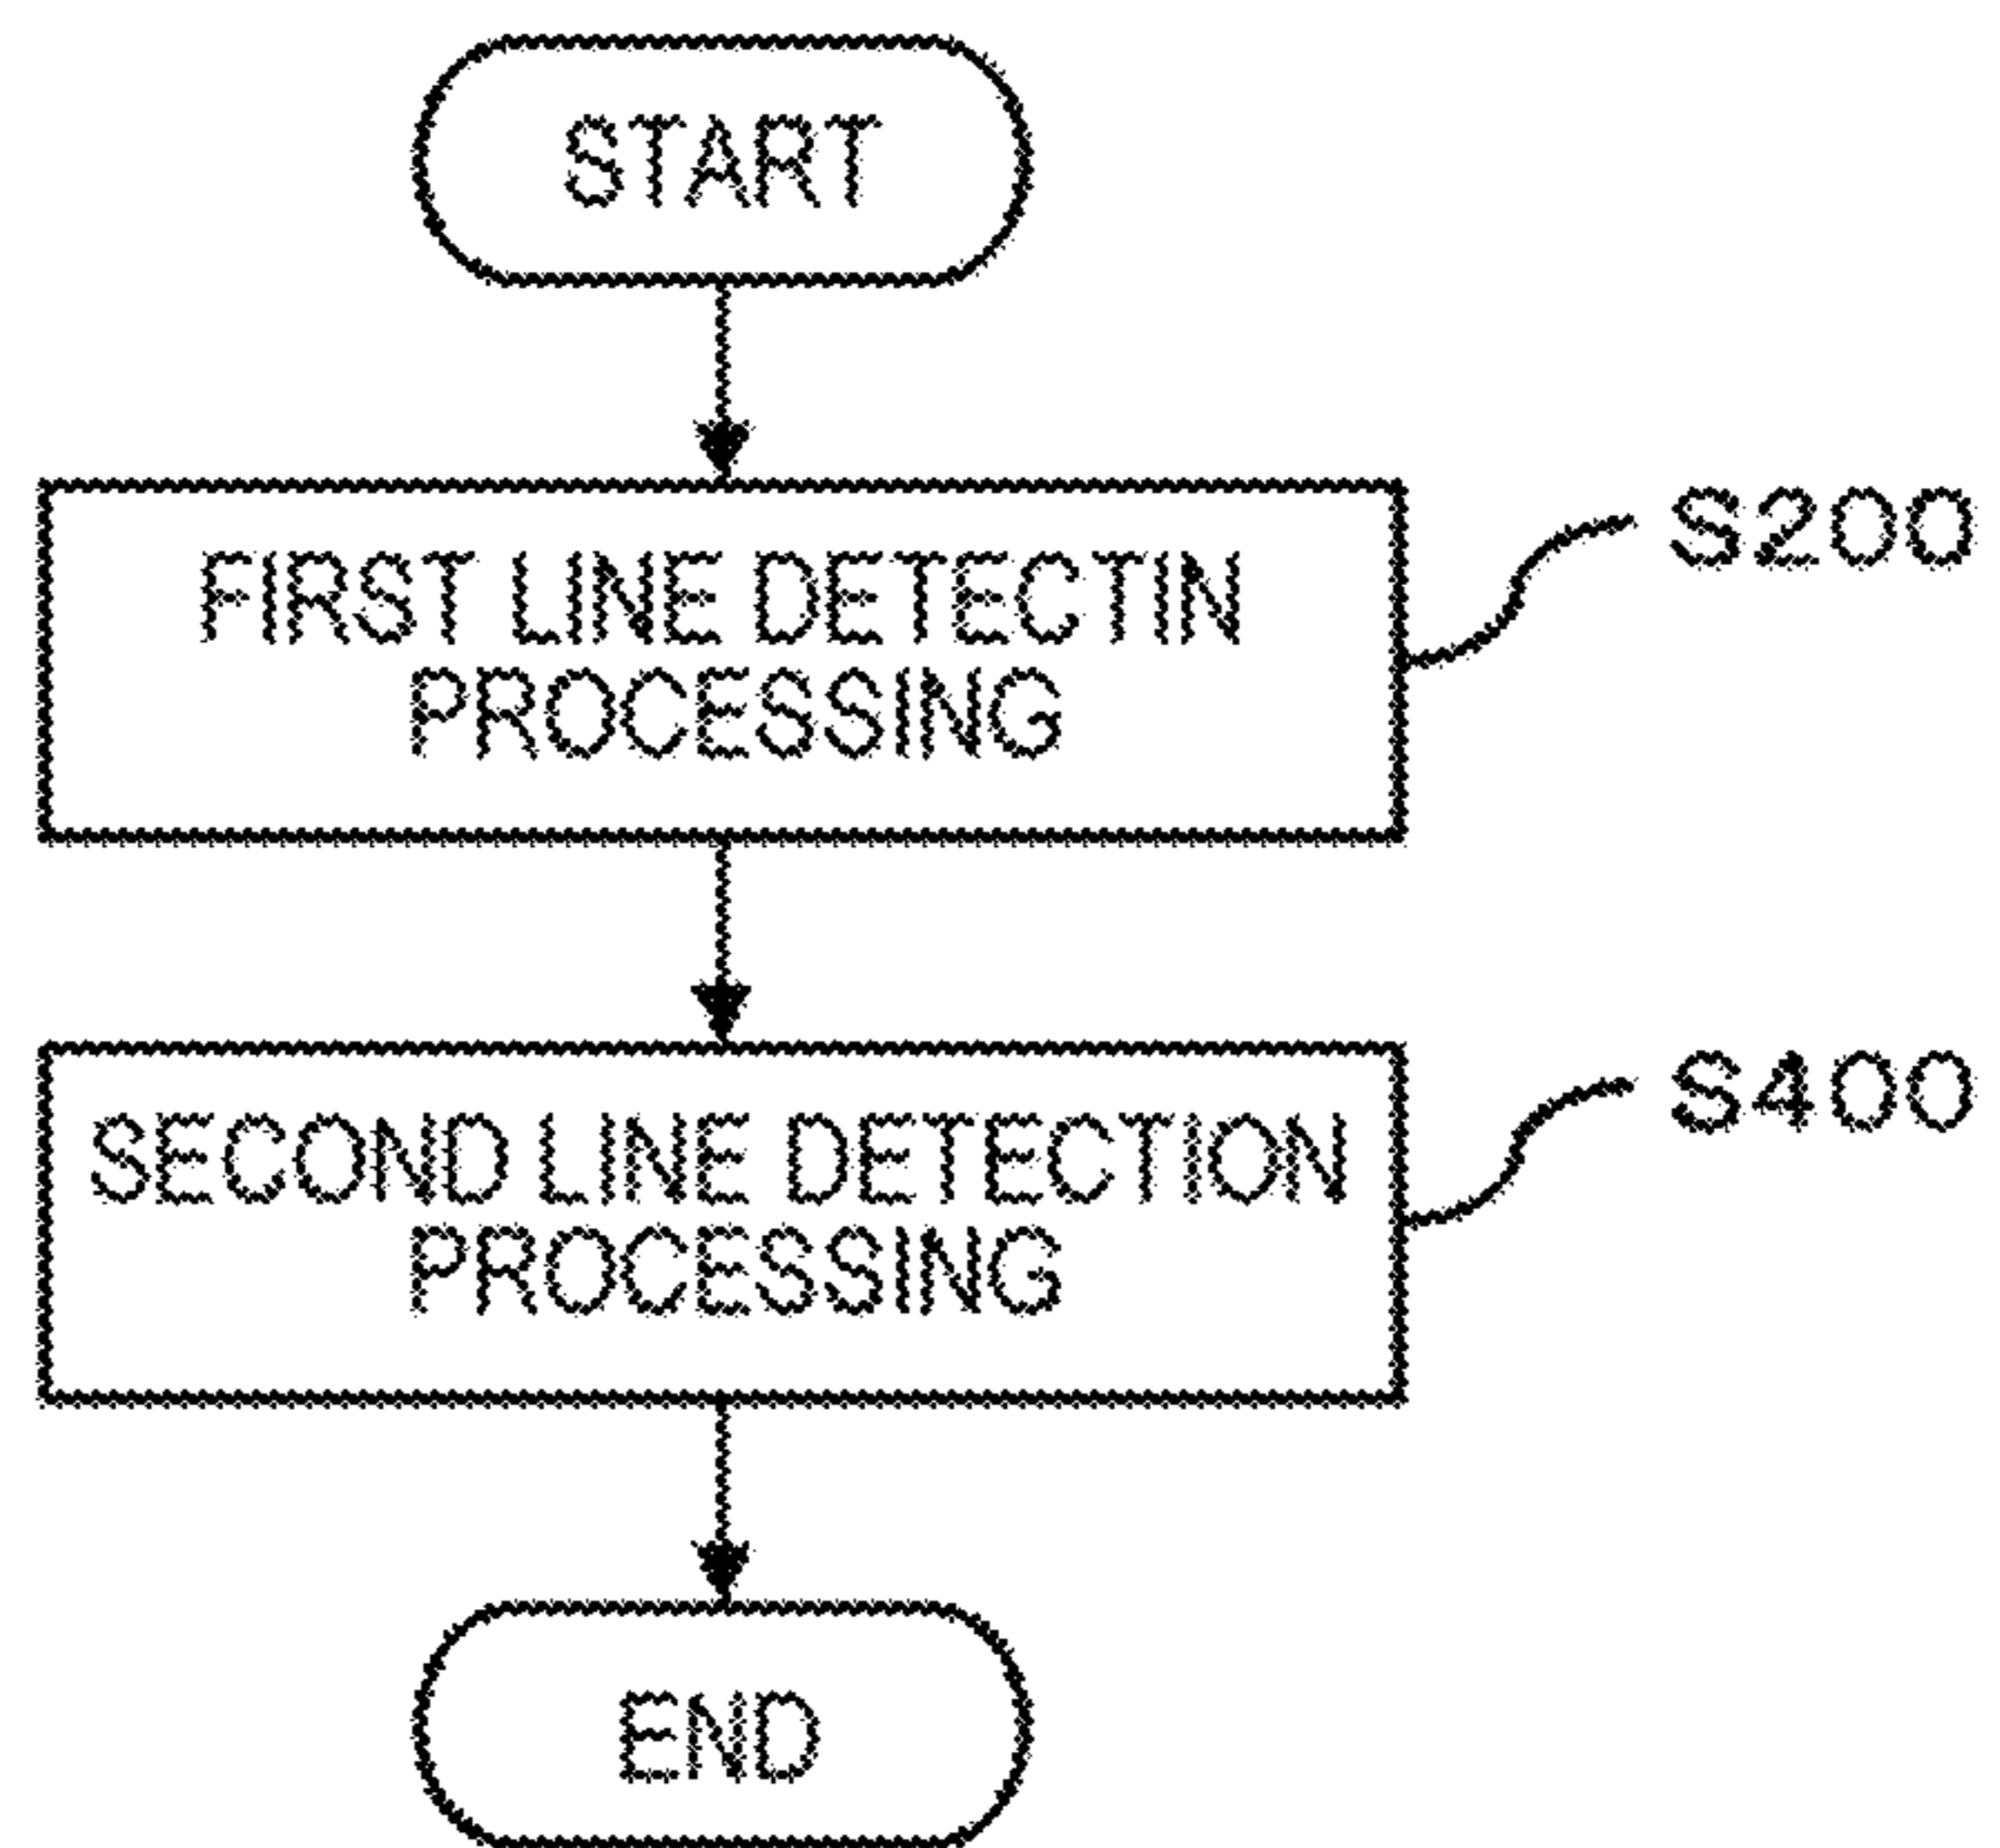 START
FIRST LINE DETECTIN
PROCESSING
S200
SECOND LINE DETECTION
PROCESSING
S400
END